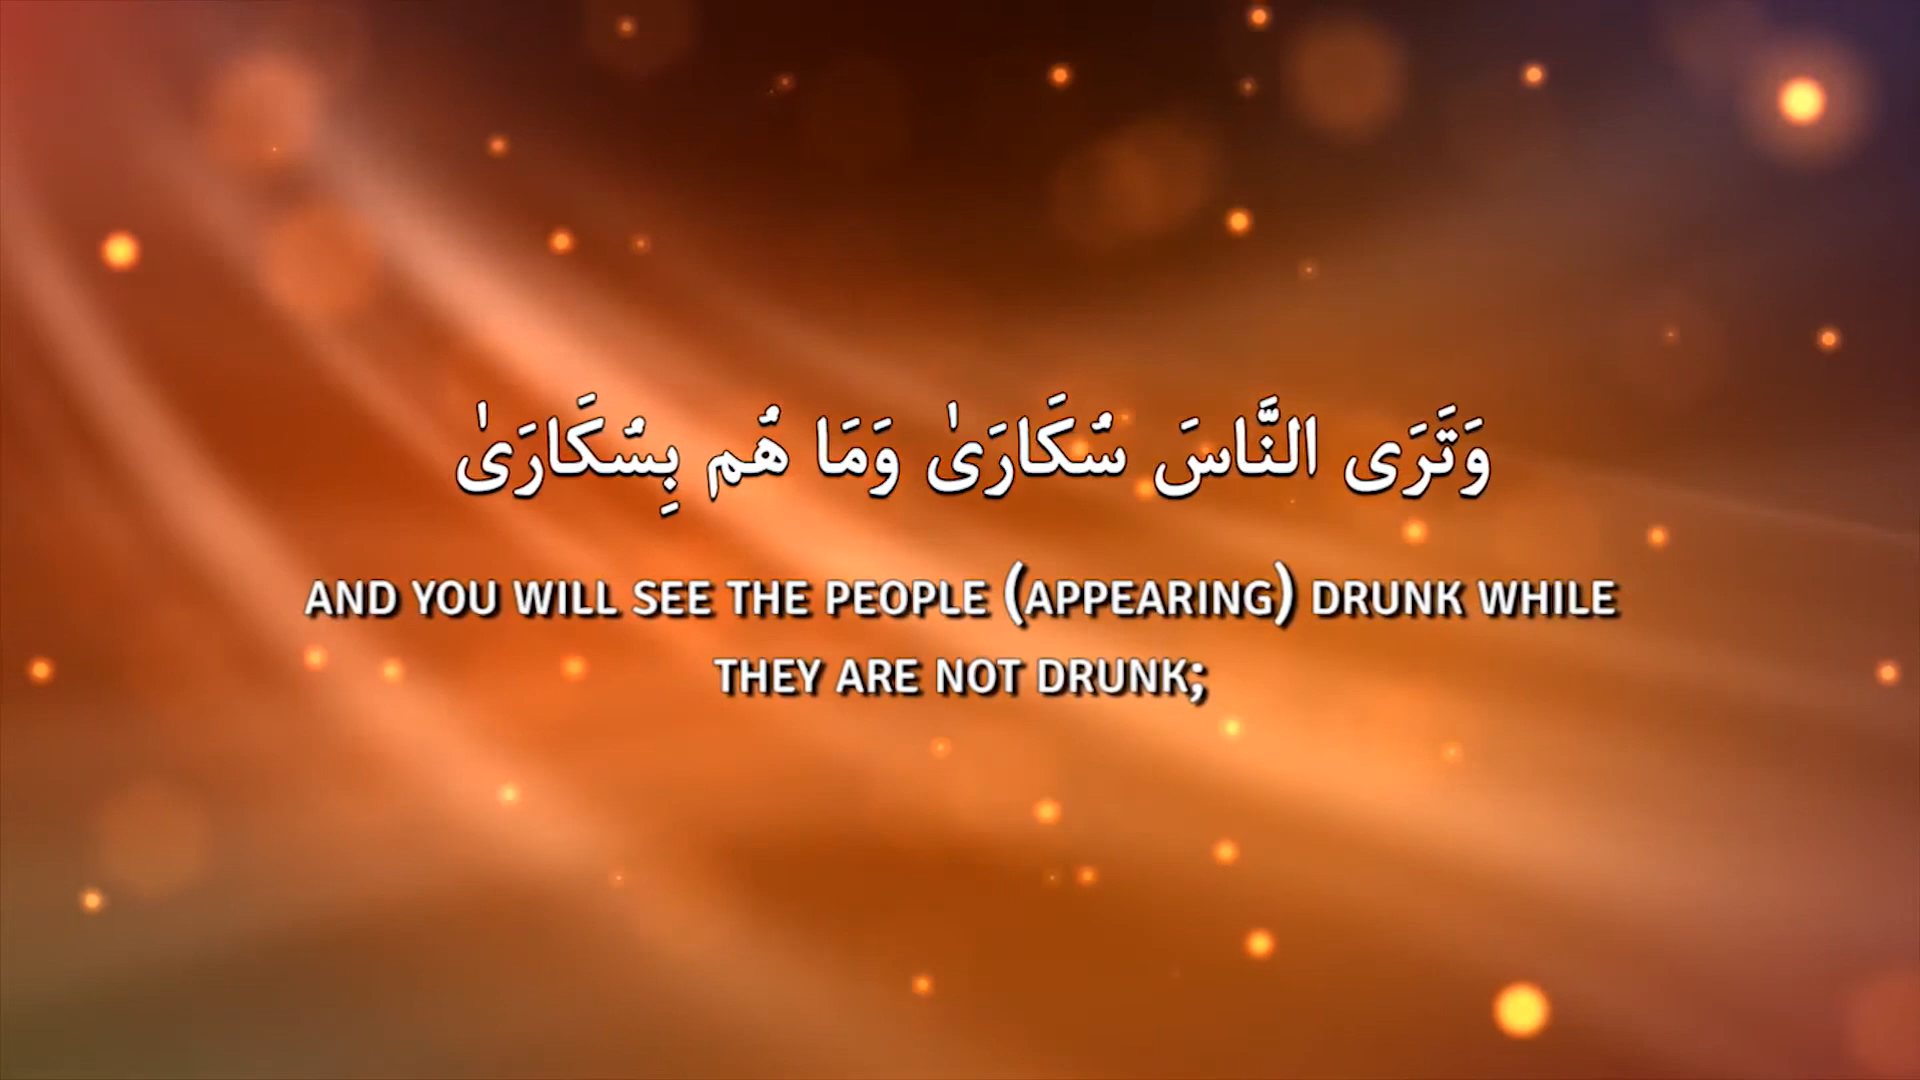 وَتَرَى النَّاسَ سُكَارَىٰ وَمَا هُم بِسُكَارَىٰ
AND YOU WILL SEE THE PEOPLE (APPEARING) DRUNK WHILE
THEY ARE NOT DRUNK;